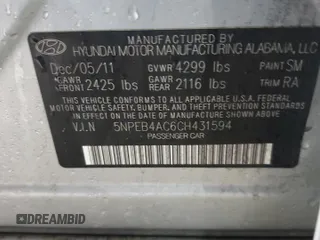 HYUNDAI MOTOR MANUFACTURING ALABAMA, LLC
Dec/05/11 GVWR 4299 lbs PAINT SM
GAWR FRONT 2425 lbs GAWR REAR 2116 lbs TRIM RA
THIS VEHICLE CONFORMS TO ALL APPLICABLE
FEDERAL MOTOR VEHICLE SAFETY,
BUMPER, AND THEFT PREVENTION STANDARDS
IN EFFECT ON THE DATE OF MANUFACTURE
SHOWN ABOVE.
V.I.N 5NPEB4AC6CH431594
PASSENGER CAR
DREAMBID